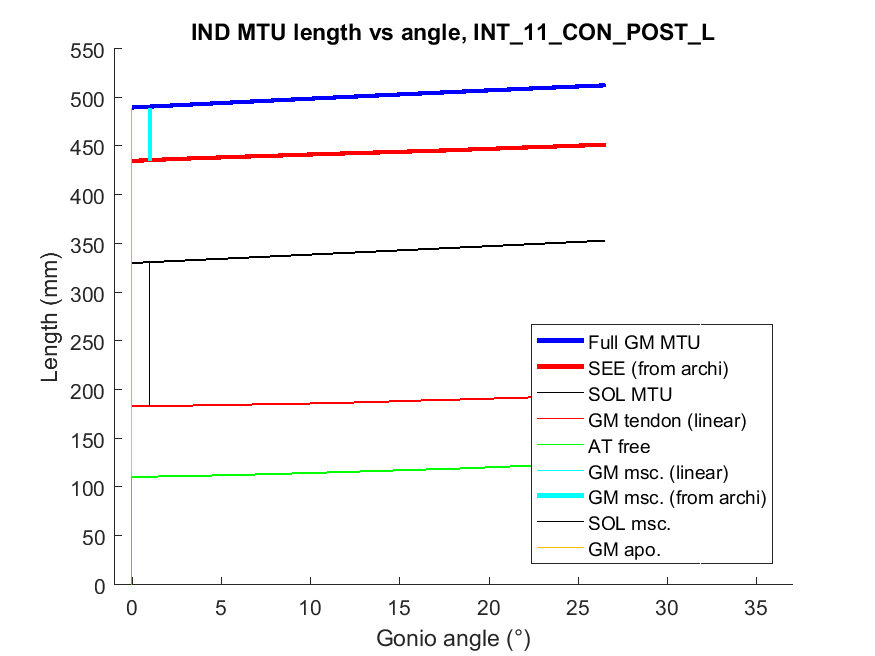 IND MTU length vs angle, INT_11_CON_POST_L
550
500
450
400
350
300
250
200
150
100
50
0
Length (mm)
Full GM MTU
SEE (from archi)
SOL MTU
GM tendon (linear)
AT free
GM msc. (linear)
GM msc. (from archi)
SOL msc.
GM apo.
0 5 10 15 20 25 30 35
Gonio angle (°)